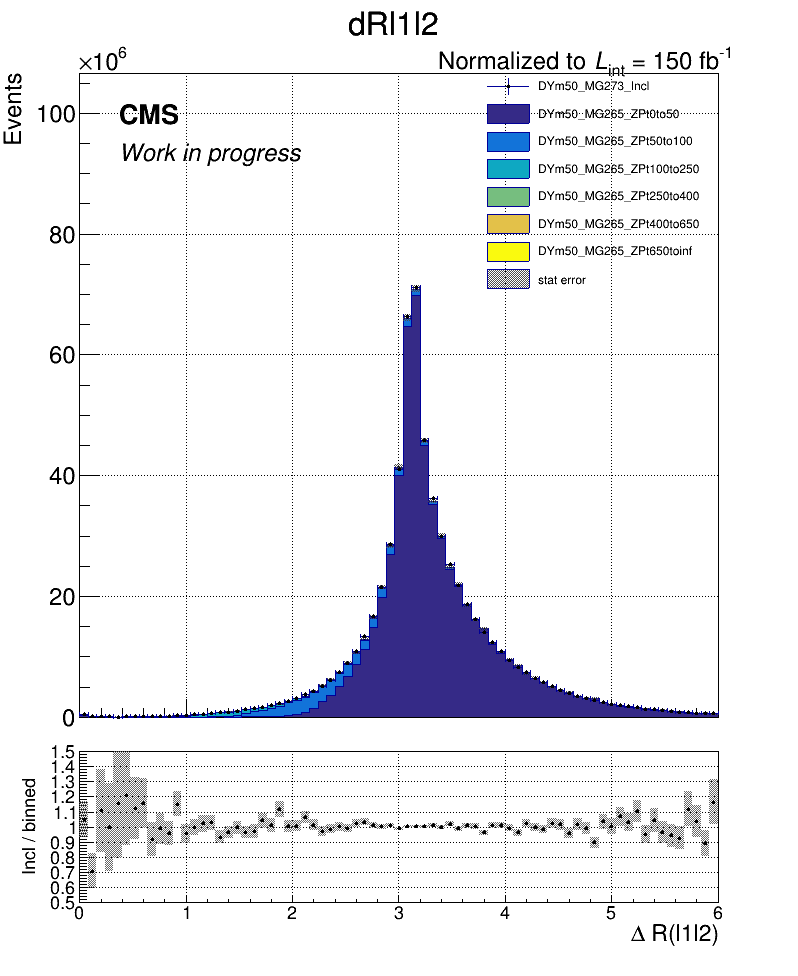 dRl1l2
×10⁶
Normalized to Lint = 150 fb⁻¹
Events
CMS
Work in progress
DYm50_MG273_Incl
DYm50_MG265_ZPt0to50
DYm50_MG265_ZPt50to100
DYm50_MG265_ZPt100to250
DYm50_MG265_ZPt250to400
DYm50_MG265_ZPt400to650
DYm50_MG265_ZPt650toinf
stat error
100
80
60
40
20
0
Incl / binned
1.5
1.4
1.3
1.2
1.1
1
0.9
0.8
0.7
0.6
0.5
0 1 2 3 4 5 6
Δ R(l1l2)